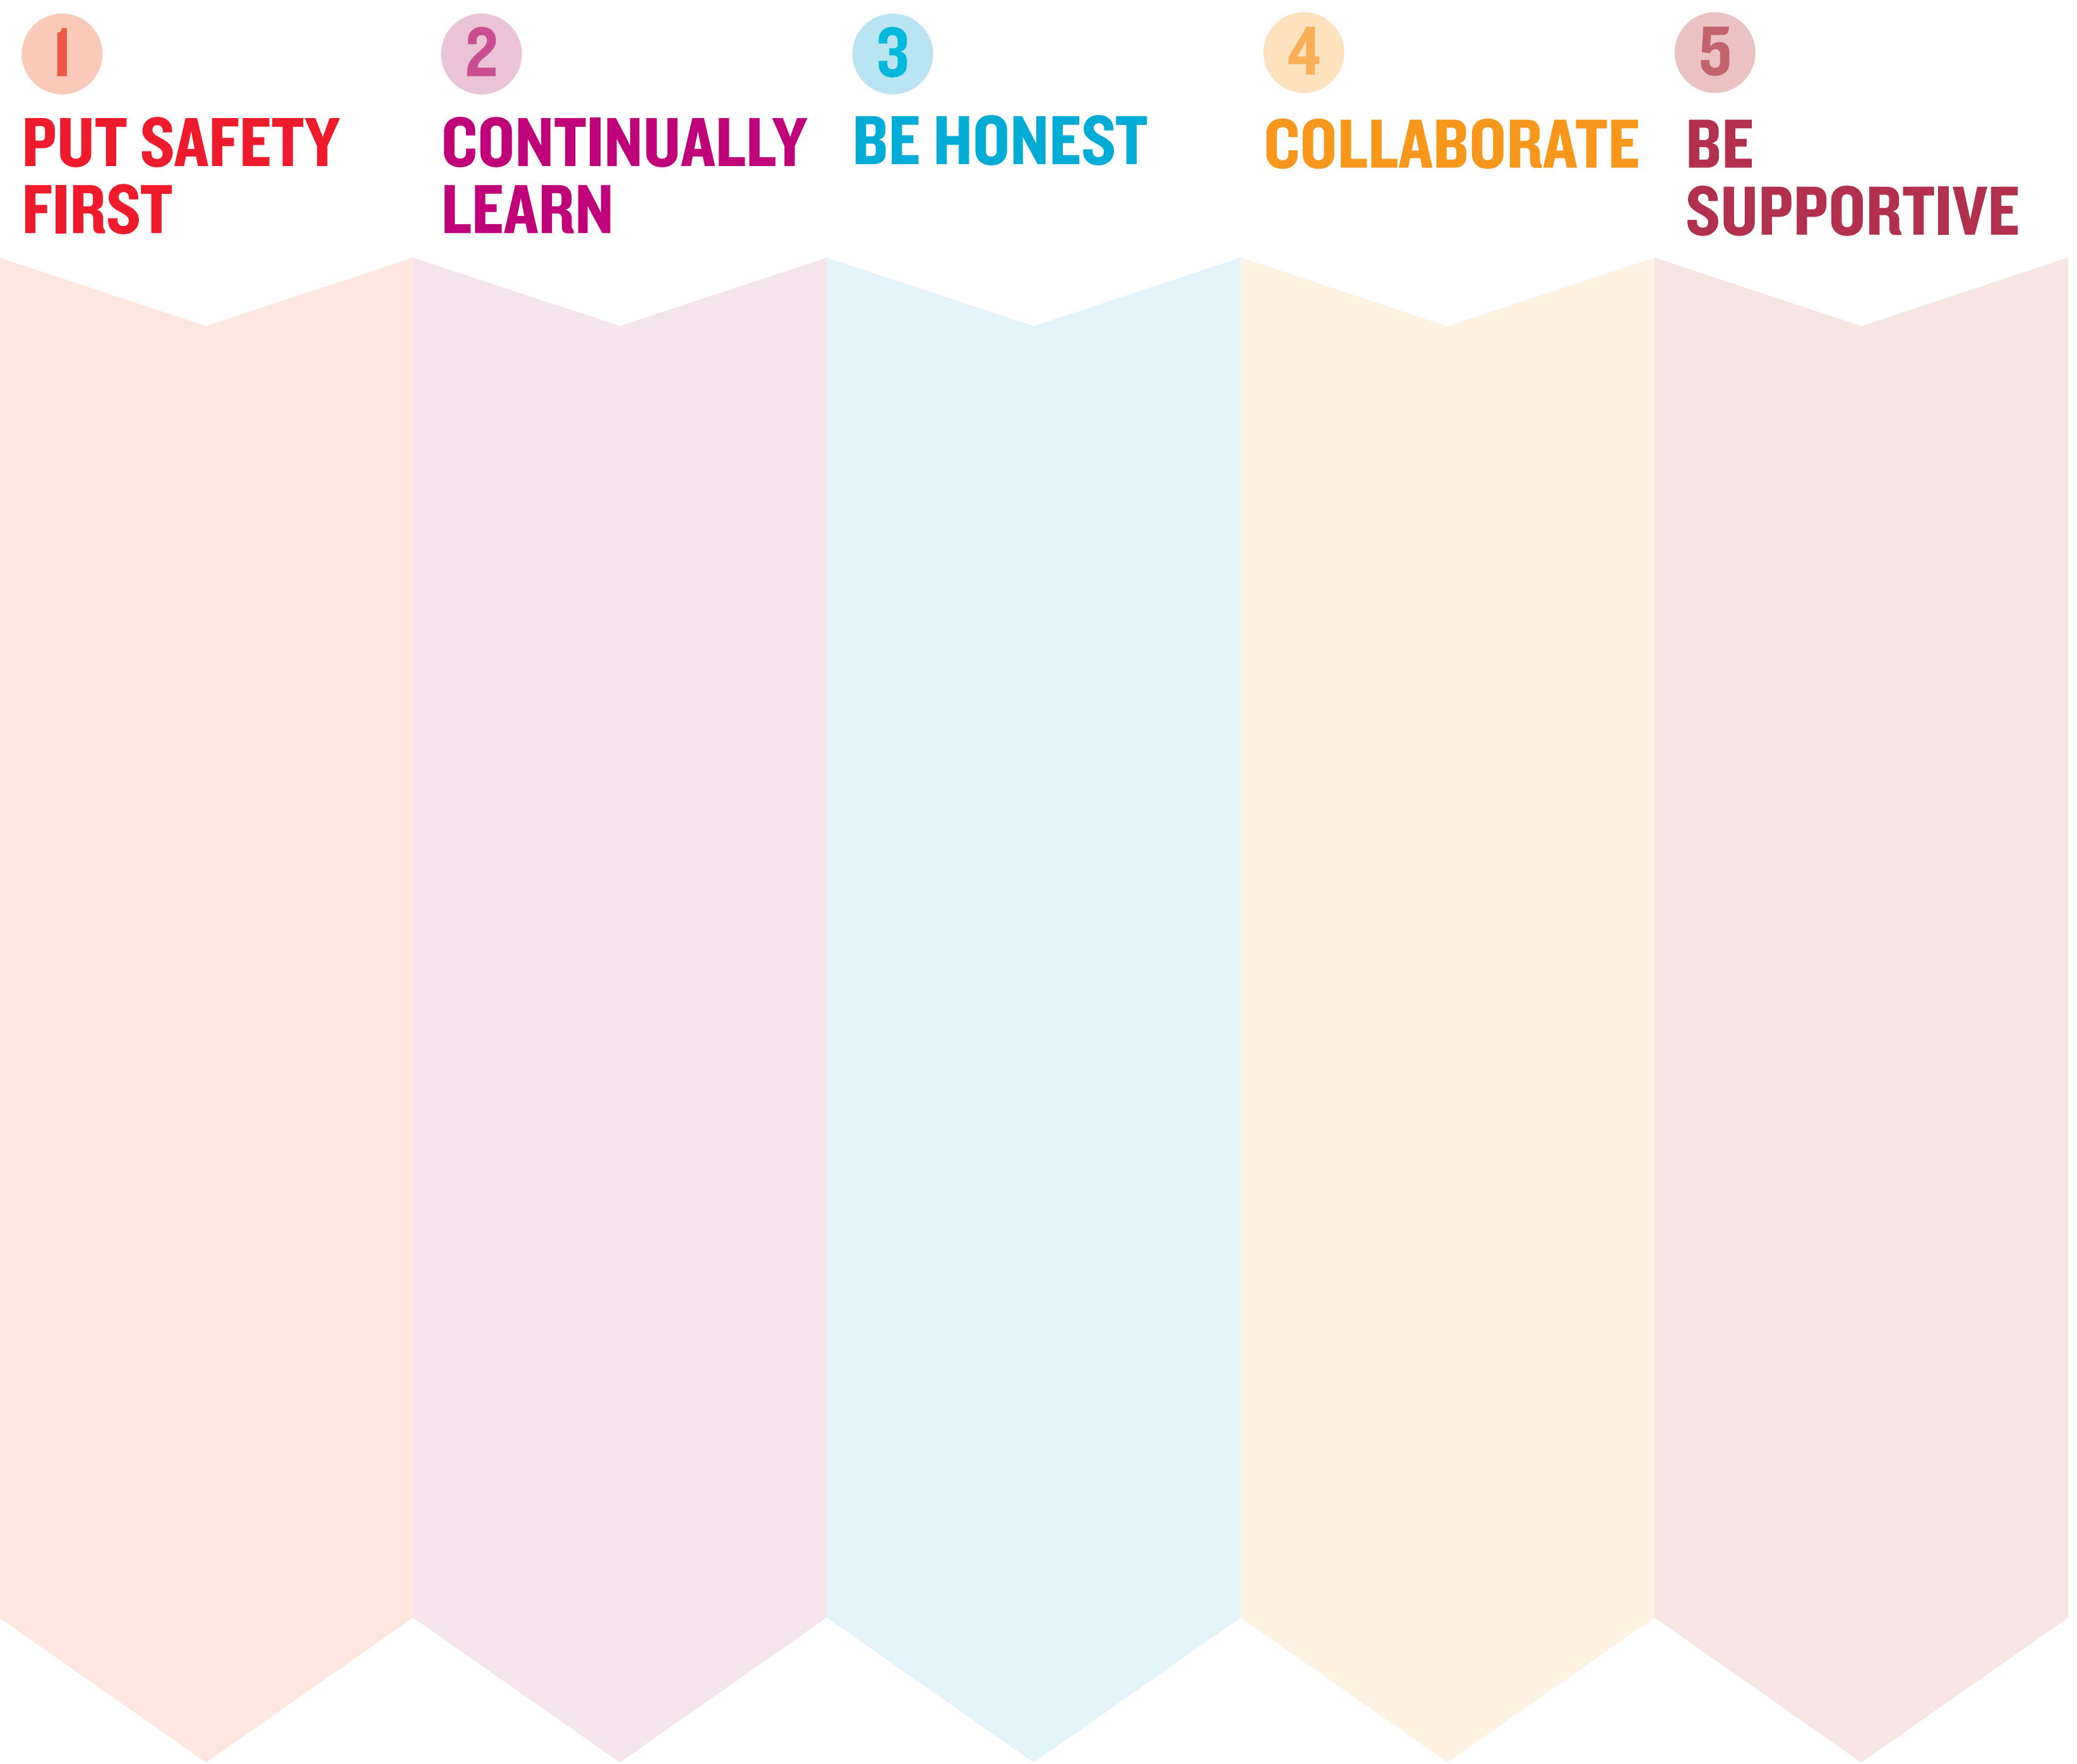 1
PUT SAFETY
FIRST
2
CONTINUALLY
LEARN
3
BE HONEST
4
COLLABORATE
5
BE
SUPPORTIVE